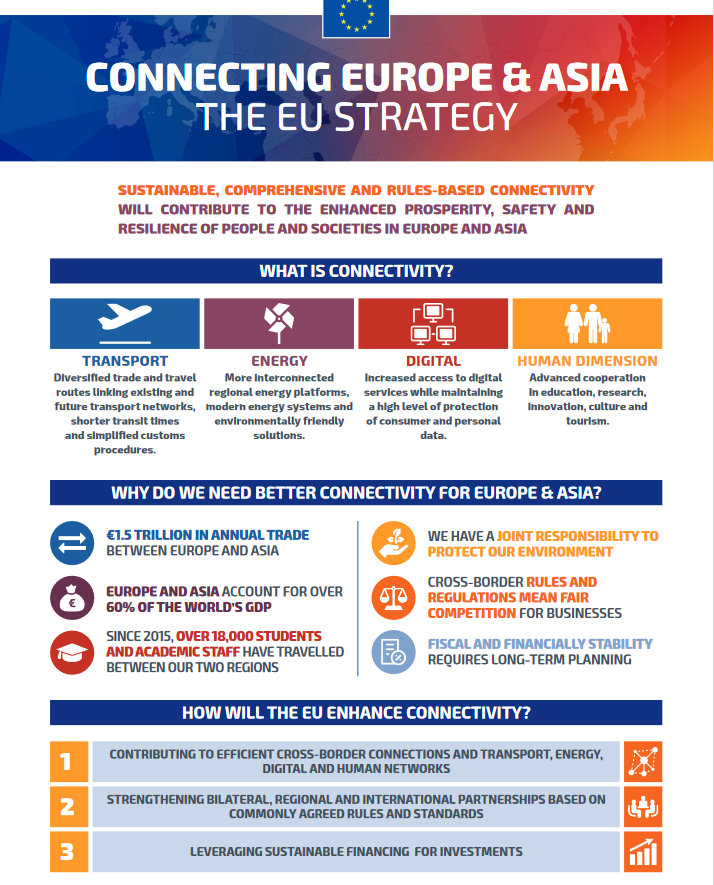 CONNECTING EUROPE & ASIA
THE EU STRATEGY
SUSTAINABLE, COMPREHENSIVE AND RULES-BASED CONNECTIVITY
WILL CONTRIBUTE TO THE ENHANCED PROSPERITY, SAFETY AND
RESILIENCE OF PEOPLE AND SOCIETIES IN EUROPE AND ASIA
WHAT IS CONNECTIVITY?
TRANSPORT
Diversified trade and travel
routes linking existing and
future transport networks,
shorter transit times
and simplified customs
procedures.
ENERGY
More interconnected
regional energy platforms,
modern energy systems and
environmentally friendly
solutions.
DIGITAL
Increased access to digital
services while maintaining
a high level of protection
of consumer and personal
data.
HUMAN DIMENSION
Advanced cooperation
in education, research,
innovation, culture and
tourism.
WHY DO WE NEED BETTER CONNECTIVITY FOR EUROPE & ASIA?
€1.5 TRILLION IN ANNUAL TRADE
BETWEEN EUROPE AND ASIA
€
EUROPE AND ASIA ACCOUNT FOR OVER
60% OF THE WORLD'S GDP
SINCE 2015, OVER 18,000 STUDENTS
AND ACADEMIC STAFF HAVE TRAVELLED
BETWEEN OUR TWO REGIONS
WE HAVE A JOINT RESPONSIBILITY TO
PROTECT OUR ENVIRONMENT
CROSS-BORDER RULES AND
REGULATIONS MEAN FAIR
COMPETITION FOR BUSINESSES
FISCAL AND FINANCIALLY STABILITY
REQUIRES LONG-TERM PLANNING
HOW WILL THE EU ENHANCE CONNECTIVITY?
1
CONTRIBUTING TO EFFICIENT CROSS-BORDER CONNECTIONS AND TRANSPORT, ENERGY,
DIGITAL AND HUMAN NETWORKS
2
STRENGTHENING BILATERAL, REGIONAL AND INTERNATIONAL PARTNERSHIPS BASED ON
COMMONLY AGREED RULES AND STANDARDS
3
LEVERAGING SUSTAINABLE FINANCING FOR INVESTMENTS